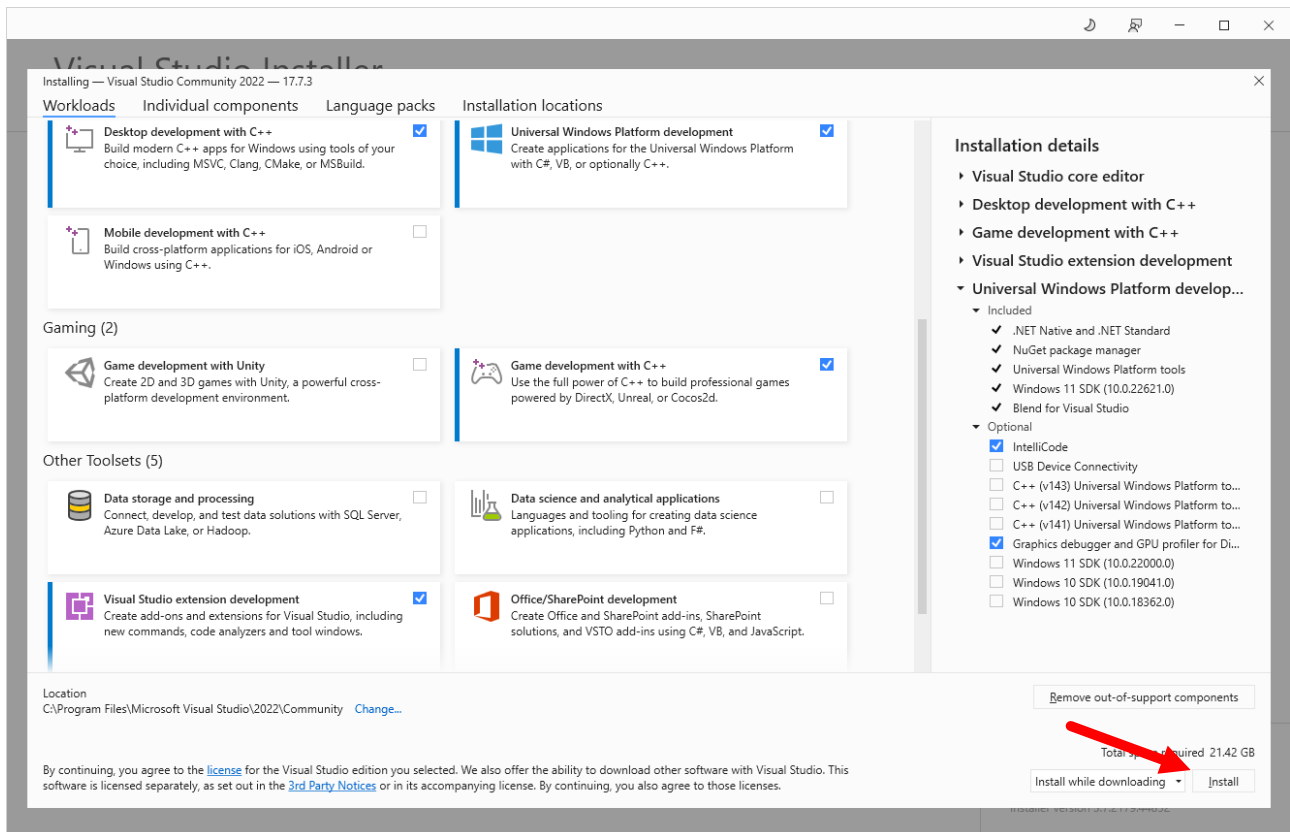 Visual Studio Installer
Installing — Visual Studio Community 2022 — 17.7.3
Workloads
Individual components
Language packs
Installation locations
Desktop development with C++
Build modern C++ apps for Windows using tools of your
choice, including MSVC, Clang, CMake, or MSBuild.
Universal Windows Platform development
Create applications for the Universal Windows Platform
with C#, VB, or optionally C++.
Mobile development with C++
Build cross-platform applications for iOS, Android or
Windows using C++.
Gaming (2)
Game development with Unity
Create 2D and 3D games with Unity, a powerful cross-
platform development environment.
Game development with C++
Use the full power of C++ to build professional games
powered by DirectX, Unreal, or Cocos2d.
Other Toolsets (5)
Data storage and processing
Connect, develop, and test data solutions with SQL Server,
Azure Data Lake, or Hadoop.
Data science and analytical applications
Languages and tooling for creating data science
applications, including Python and F#.
Visual Studio extension development
Create add-ons and extensions for Visual Studio, including
new commands, code analyzers and tool windows.
Office/SharePoint development
Create Office and SharePoint add-ins, SharePoint
solutions, and VSTO add-ins using C#, VB, and JavaScript.
Installation details
Visual Studio core editor
Desktop development with C++
Game development with C++
Visual Studio extension development
Universal Windows Platform develop...
Included
.NET Native and .NET Standard
NuGet package manager
Universal Windows Platform tools
Windows 11 SDK (10.0.22621.0)
Blend for Visual Studio
Optional
IntelliCode
USB Device Connectivity
C++ (v143) Universal Windows Platform to...
C++ (v142) Universal Windows Platform to...
C++ (v141) Universal Windows Platform to...
Graphics debugger and GPU profiler for Di...
Windows 11 SDK (10.0.22000.0)
Windows 10 SDK (10.0.19041.0)
Windows 10 SDK (10.0.18362.0)
Location
C:\Program Files\Microsoft Visual Studio\2022\Community Change...
Remove out-of-support components
Total required 21.42 GB
By continuing, you agree to the license for the Visual Studio edition you selected. We also offer the ability to download other software with Visual Studio. This
software is licensed separately, as set out in the 3rd Party Notices or in its accompanying license. By continuing, you also agree to those licenses.
Install while downloading
Install